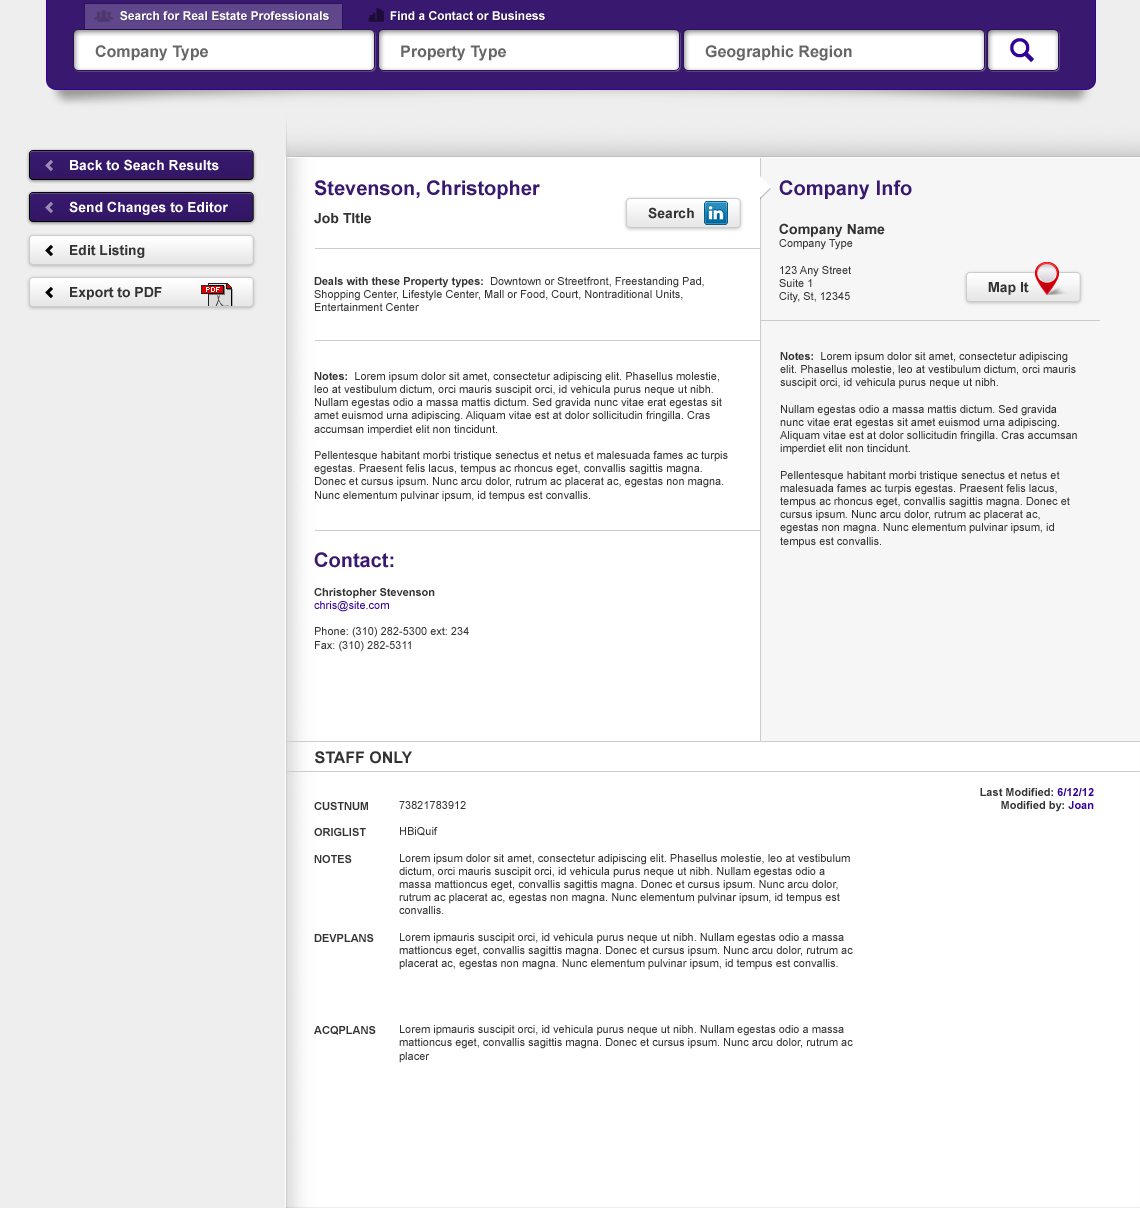 Search for Real Estate Professionals
Find a Contact or Business
Company Type
Property Type
Geographic Region
Back to Seach Results
Send Changes to Editor
Edit Listing
Export to PDF
PDF
Stevenson, Christopher
Job TItle
Search in
Deals with these Property types:  Downtown or Streetfront, Freestanding Pad,
Shopping Center, Lifestyle Center, Mall or Food, Court, Nontraditional Units,
Entertainment Center
Notes:  Lorem ipsum dolor sit amet, consectetur adipiscing elit. Phasellus molestie,
leo at vestibulum dictum, orci mauris suscipit orci, id vehicula purus neque ut nibh.
Nullam egestas odio a massa mattis dictum. Sed gravida nunc vitae erat egestas sit
amet euismod urna adipiscing. Aliquam vitae est at dolor sollicitudin fringilla. Cras
accumsan imperdiet elit non tincidunt.
Pellentesque habitant morbi tristique senectus et netus et malesuada fames ac turpis
egestas. Praesent felis lacus, tempus ac rhoncus eget, convallis sagittis magna.
Donec et cursus ipsum. Nunc arcu dolor, rutrum ac placerat ac, egestas non magna.
Nunc elementum pulvinar ipsum, id tempus est convallis.
Contact:
Christopher Stevenson
chris@site.com
Phone: (310) 282-5300 ext: 234
Fax: (310) 282-5311
Company Info
Company Name
Company Type
123 Any Street
Suite 1
City, St, 12345
Map It
Notes:  Lorem ipsum dolor sit amet, consectetur adipiscing
elit. Phasellus molestie, leo at vestibulum dictum, orci mauris
suscipit orci, id vehicula purus neque ut nibh.
Nullam egestas odio a massa mattis dictum. Sed gravida
nunc vitae erat egestas sit amet euismod urna adipiscing.
Aliquam vitae est at dolor sollicitudin fringilla. Cras accumsan
imperdiet elit non tincidunt.
Pellentesque habitant morbi tristique senectus et netus et
malesuada fames ac turpis egestas. Praesent felis lacus,
tempus ac rhoncus eget, convallis sagittis magna. Donec et
cursus ipsum. Nunc arcu dolor, rutrum ac placerat ac,
egestas non magna. Nunc elementum pulvinar ipsum, id
tempus est convallis.
STAFF ONLY
Last Modified: 6/12/12
Modified by: Joan
CUSTNUM 73821783912
ORIGLIST HBiQuif
NOTES Lorem ipsum dolor sit amet, consectetur adipiscing elit. Phasellus molestie, leo at vestibulum
dictum, orci mauris suscipit orci, id vehicula purus neque ut nibh. Nullam egestas odio a
massa mattioncus eget, convallis sagittis magna. Donec et cursus ipsum. Nunc arcu dolor,
rutrum ac placerat ac, egestas non magna. Nunc elementum pulvinar ipsum, id tempus est
convallis.
DEVPLANS Lorem ipmauris suscipit orci, id vehicula purus neque ut nibh. Nullam egestas odio a massa
mattioncus eget, convallis sagittis magna. Donec et cursus ipsum. Nunc arcu dolor, rutrum ac
placerat ac, egestas non magna. Nunc elementum pulvinar ipsum, id tempus est convallis.
ACQPLANS Lorem ipmauris suscipit orci, id vehicula purus neque ut nibh. Nullam egestas odio a massa
mattioncus eget, convallis sagittis magna. Donec et cursus ipsum. Nunc arcu dolor, rutrum ac
placer